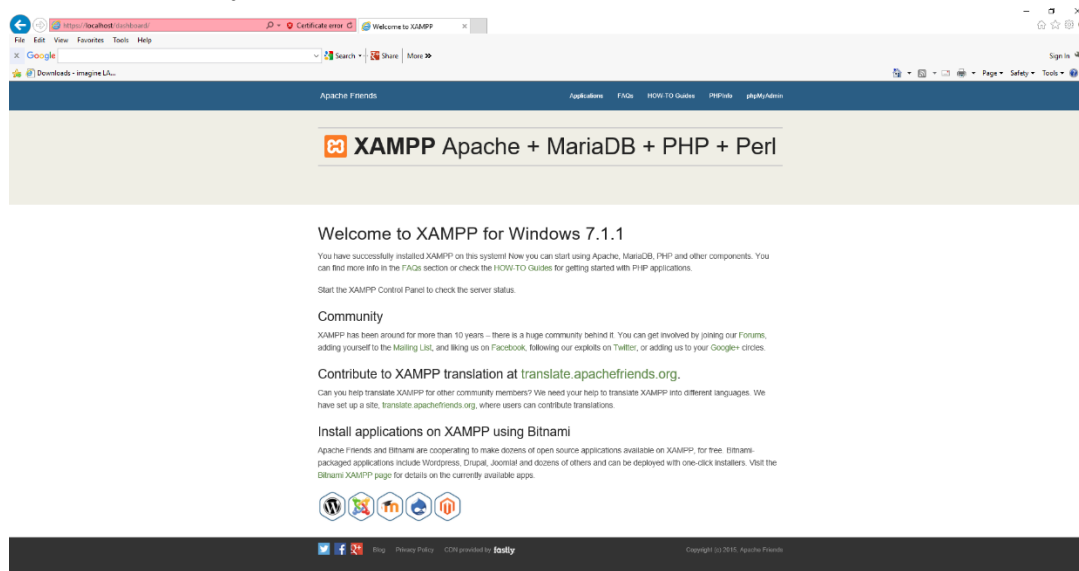 https://localhost/dashboard/
Certificate error
Welcome to XAMPP
File Edit View Favorites Tools Help
Google
Search
Share
More
Sign In
Downloads - imagine LA...
Page
Safety
Tools
Apache Friends
Applications FAQs HOW-TO Guides PHPInfo phpMyAdmin
XAMPP Apache + MariaDB + PHP + Perl
Welcome to XAMPP for Windows 7.1.1
You have successfully installed XAMPP on this system! Now you can start using Apache, MariaDB, PHP and other components. You
can find more info in the FAQs section or check the HOW-TO Guides for getting started with PHP applications.
Start the XAMPP Control Panel to check the server status.
Community
XAMPP has been around for more than 10 years – there is a huge community behind it. You can get involved by joining our Forums,
adding yourself to the Mailing List, and liking us on Facebook, following our exploits on Twitter, or adding us to your Google+ circles.
Contribute to XAMPP translation at translate.apachefriends.org.
Can you help translate XAMPP for other community members? We need your help to translate XAMPP into different languages. We
have set up a site, translate.apachefriends.org, where users can contribute translations.
Install applications on XAMPP using Bitnami
Apache Friends and Bitnami are cooperating to make dozens of open source applications available on XAMPP, for free. Bitnami-
packaged applications include Wordpress, Drupal, Joomla! and dozens of others and can be deployed with one-click installers. Visit the
Bitnami XAMPP page for details on the currently available apps.
Blog Privacy Policy CDN provided by fastly
Copyright (c) 2015, Apache Friends